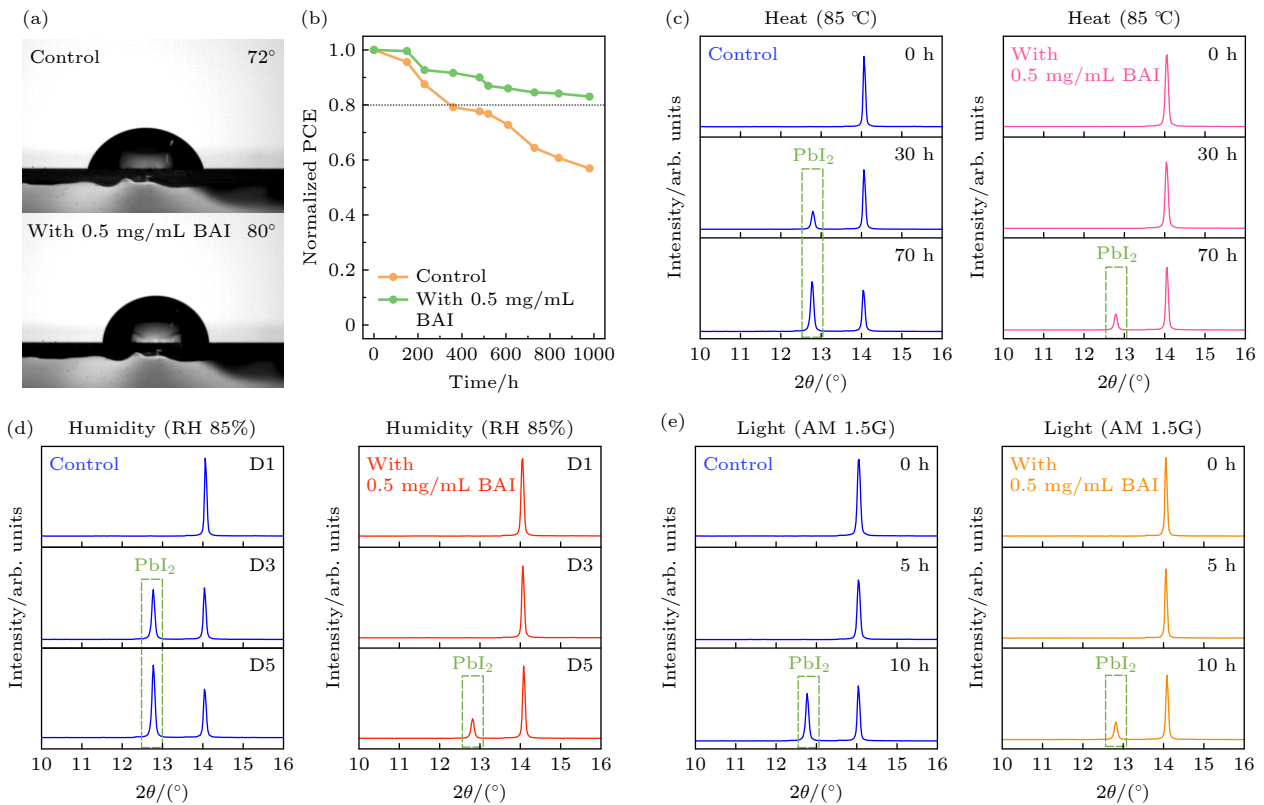 (a)
Control 72°
With 0.5 mg/mL BAI 80°
(b)
Normalized PCE
1.0
0.8
0.6
0.4
0.2
0
Control
With 0.5 mg/mL
BAI
0 200 400 600 800 1000
Time/h
(c)
Heat (85 ℃)
Intensity/arb. units
Control
0 h
30 h
PbI₂
70 h
10 11 12 13 14 15 16
2θ/(°)
Heat (85 ℃)
Intensity/arb. units
With
0.5 mg/mL BAI
0 h
30 h
70 h
PbI₂
10 11 12 13 14 15 16
2θ/(°)
(d)
Humidity (RH 85%)
Intensity/arb. units
Control
D1
PbI₂
D3
D5
10 11 12 13 14 15 16
2θ/(°)
Humidity (RH 85%)
Intensity/arb. units
With
0.5 mg/mL BAI
D1
D3
PbI₂
D5
10 11 12 13 14 15 16
2θ/(°)
(e)
Light (AM 1.5G)
Intensity/arb. units
Control
0 h
5 h
PbI₂
10 h
10 11 12 13 14 15 16
2θ/(°)
Light (AM 1.5G)
Intensity/arb. units
With
0.5 mg/mL BAI
0 h
5 h
PbI₂
10 h
10 11 12 13 14 15 16
2θ/(°)